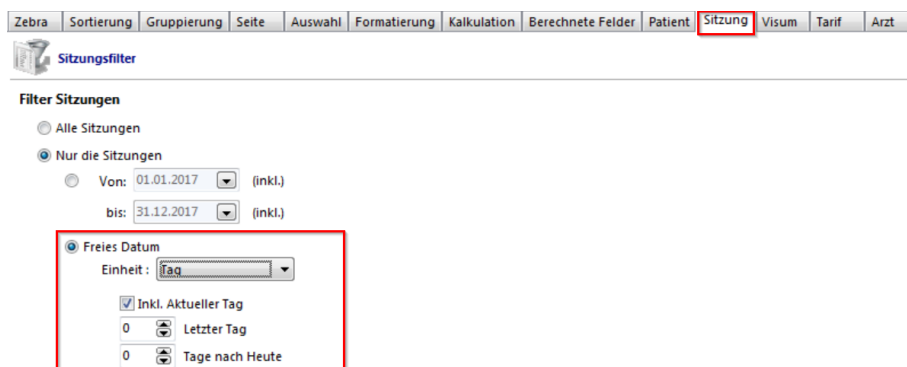 Zebra Sortierung Gruppierung Seite Auswahl Formatierung Kalkulation Berechnete Felder Patient Sitzung Visum Tarif Arzt
Sitzungsfilter
Filter Sitzungen
Alle Sitzungen
Nur die Sitzungen
Von: 01.01.2017 (inkl.)
bis: 31.12.2017 (inkl.)
Freies Datum
Einheit : Tag
Inkl. Aktueller Tag
0 Letzter Tag
0 Tage nach Heute